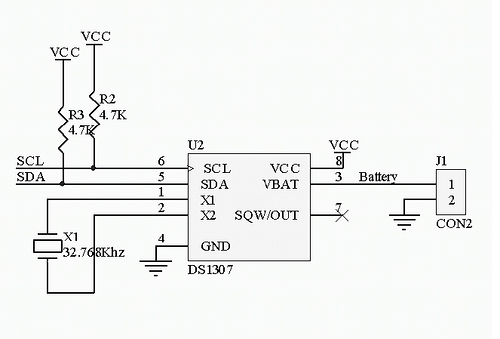 VCC
VCC
R2
4.7K
R3
4.7K
U2
VCC
J1
SCL
6
SCL
VCC
8
SDA
5
SDA
VBAT
3
Battery
1
1
X1
2
2
X2
SQW/OUT
7
CON2
X1
32.768Khz
4
GND
DS1307